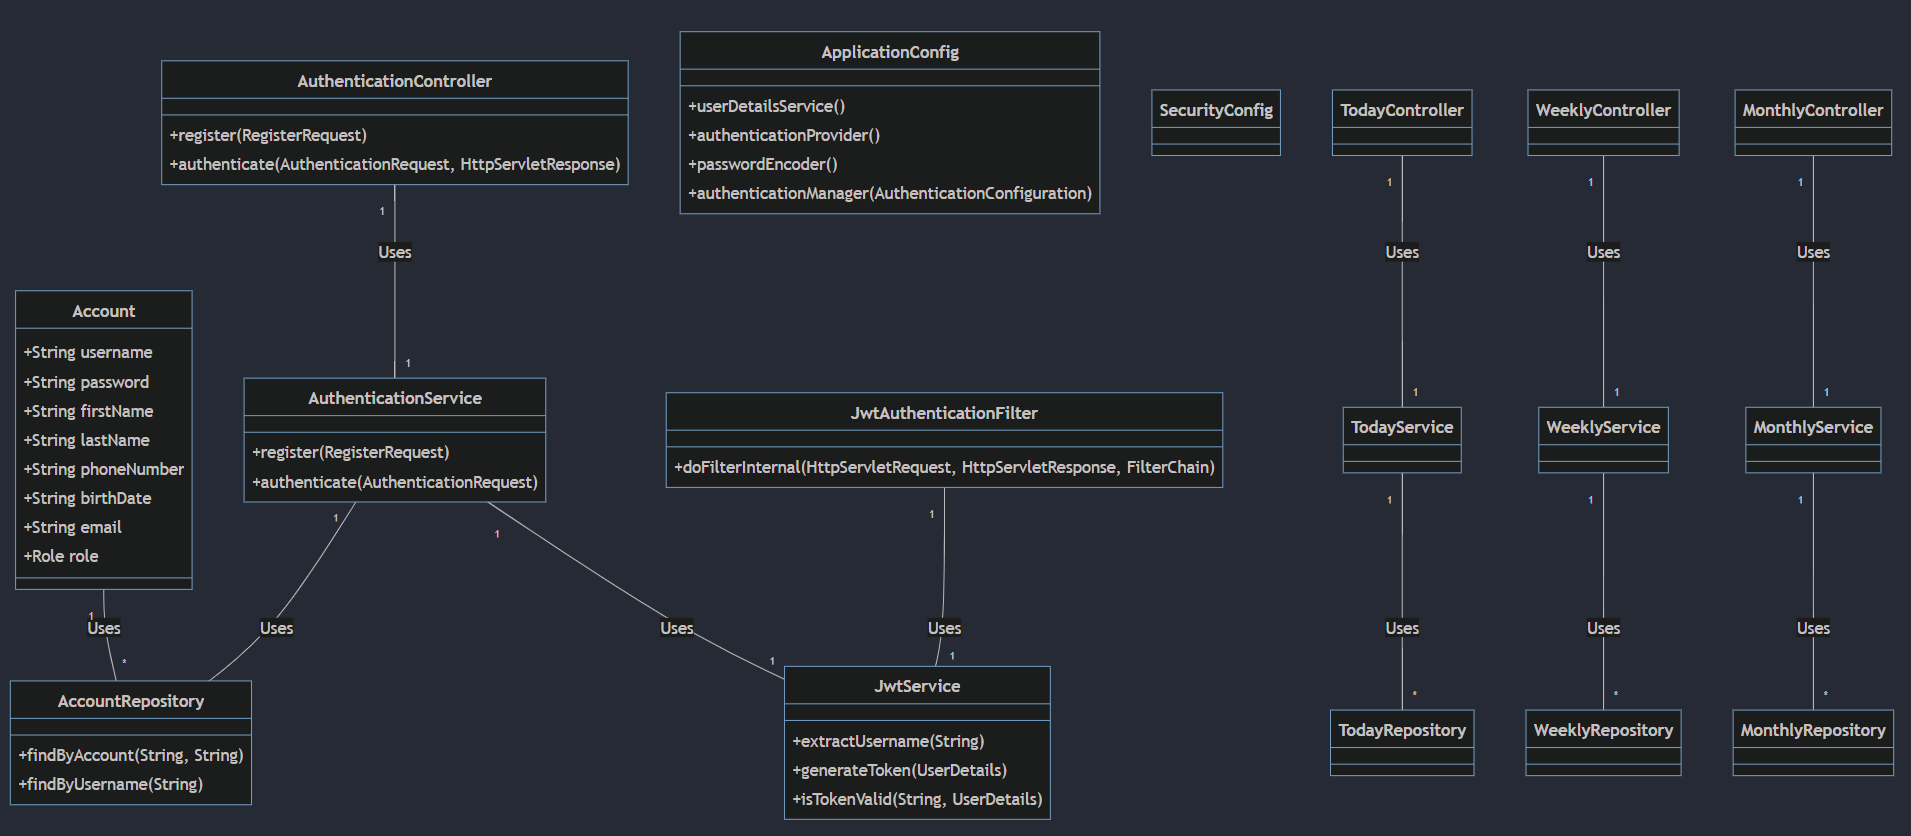 AuthenticationController
+register(RegisterRequest)
+authenticate(AuthenticationRequest, HttpServletResponse)
ApplicationConfig
+userDetailsService()
+authenticationProvider()
+passwordEncoder()
+authenticationManager(AuthenticationConfiguration)
SecurityConfig
TodayController
WeeklyController
MonthlyController
1
1
1
1
Uses
Uses
Uses
Uses
1
1
1
1
Account
+String username
+String password
+String firstName
+String lastName
+String phoneNumber
+String birthDate
+String email
+Role role
AuthenticationService
+register(RegisterRequest)
+authenticate(AuthenticationRequest)
JwtAuthenticationFilter
+doFilterInternal(HttpServletRequest, HttpServletResponse, FilterChain)
TodayService
WeeklyService
MonthlyService
1
1
1
1
1
1
1
Uses
Uses
Uses
Uses
Uses
Uses
Uses
*
1
1
*
*
*
AccountRepository
+findByAccount(String, String)
+findByUsername(String)
JwtService
+extractUsername(String)
+generateToken(UserDetails)
+isTokenValid(String, UserDetails)
TodayRepository
WeeklyRepository
MonthlyRepository